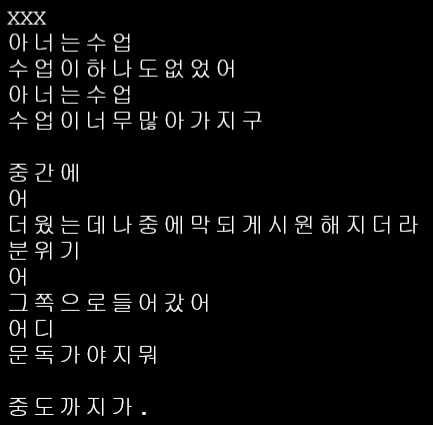 XXX
아너는수업
수업이하나도없었어
아너는수업
수업이너무많아가지구
중간에
어
더웠는데나중에막되게시원해지더라
분위기
어
그쪽으로들어갔어
어디
문독가야지뭐
중도까지가.